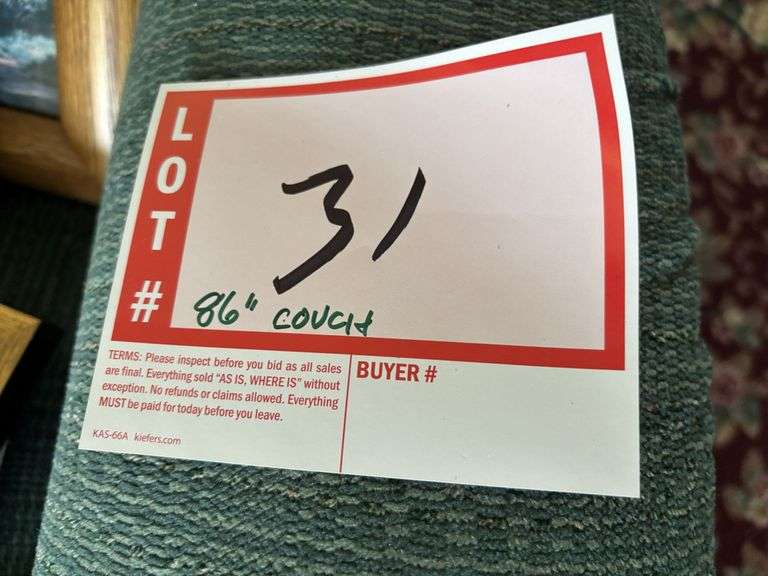 LOT #
31
86" COUCH
TERMS: Please inspect before you bid as all sales
are final. Everything sold "AS IS, WHERE IS" without
exception. No refunds or claims allowed. Everything
MUST be paid for today before you leave.
KAS-66A kiefers.com
BUYER #